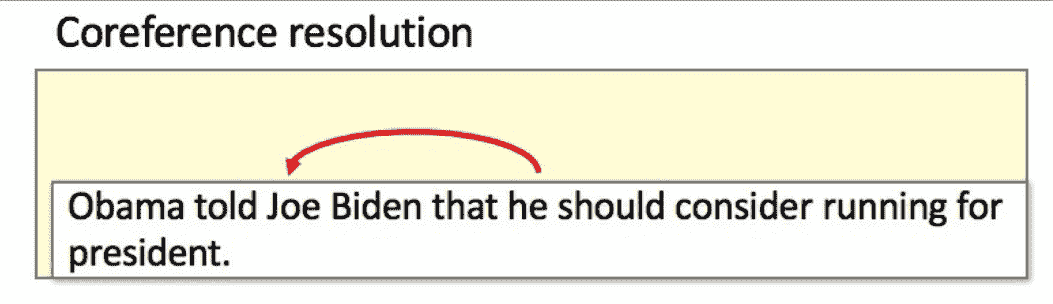 Coreference resolution
Obama told Joe Biden that he should consider running for
president.